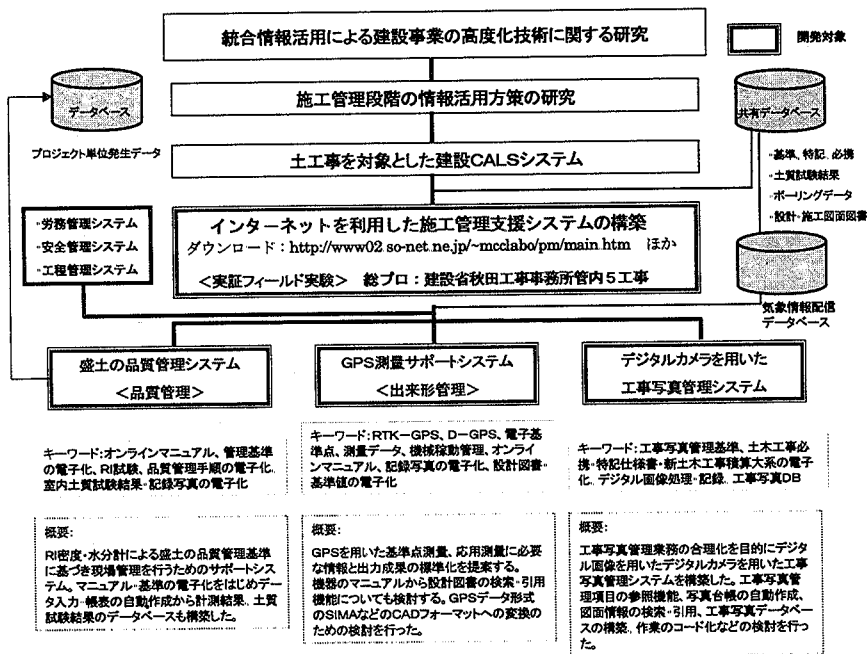 統合情報活用による建設事業の高度化技術に関する研究
開発対象
施工管理段階の情報活用方策の研究
データベース
共有データベース
プロジェクト単位発生データ
土工事を対象とした建設CALSシステム
・基準、特記、必携
・土質試験結果
・ボーリングデータ
・設計・施工図面図書
・労務管理システム
・安全管理システム
・工程管理システム
インターネットを利用した施工管理支援システムの構築
ダウンロード：http://www02.so-net.ne.jp/~mcclabo/pm/main.htm ほか
＜実証フィールド実験＞ 総プロ：建設省秋田工事事務所管内５工事
気象情報配信
データベース
盛土の品質管理システム
＜品質管理＞
GPS測量サポートシステム
＜出来形管理＞
デジタルカメラを用いた
工事写真管理システム
キーワード：オンラインマニュアル、管理基準
の電子化、RI試験、品質管理手順の電子化、
室内土質試験結果・記録写真の電子化
キーワード：RTK－GPS、D－GPS、電子基
準点、測量データ、機械稼動管理、オンライ
ンマニュアル、記録写真の電子化、設計図書・
基準値の電子化
キーワード：工事写真管理基準、土木工事必
携・特記仕様書・新土木工事積算大系の電子
化、デジタル画像処理・記録、工事写真DB
概要：
RI密度・水分計による盛土の品質管理基準
に基づき現場管理を行うためのサポートシス
テム。マニュアル・基準の電子化をはじめデー
タ入力・帳表の自動作成から計測結果、土質
試験結果のデータベースも構築した。
概要：
GPSを用いた基準点測量、応用測量に必要
な情報と出力成果の標準化を提案する。
機器のマニュアルから設計図書の検索・引用
機能についても検討する。GPSデータ形式
のSIMAなどのCADフォーマットへの変換の
ための検討を行った。
概要：
工事写真管理業務の合理化を目的にデジタ
ル画像を用いたデジタルカメラを用いた工事
写真管理システムを構築した。工事写真管
理項目の参照機能、写真台帳の自動作成、
図面情報の検索・引用、工事写真データベー
スの構築、作業のコード化などの検討を行っ
た。